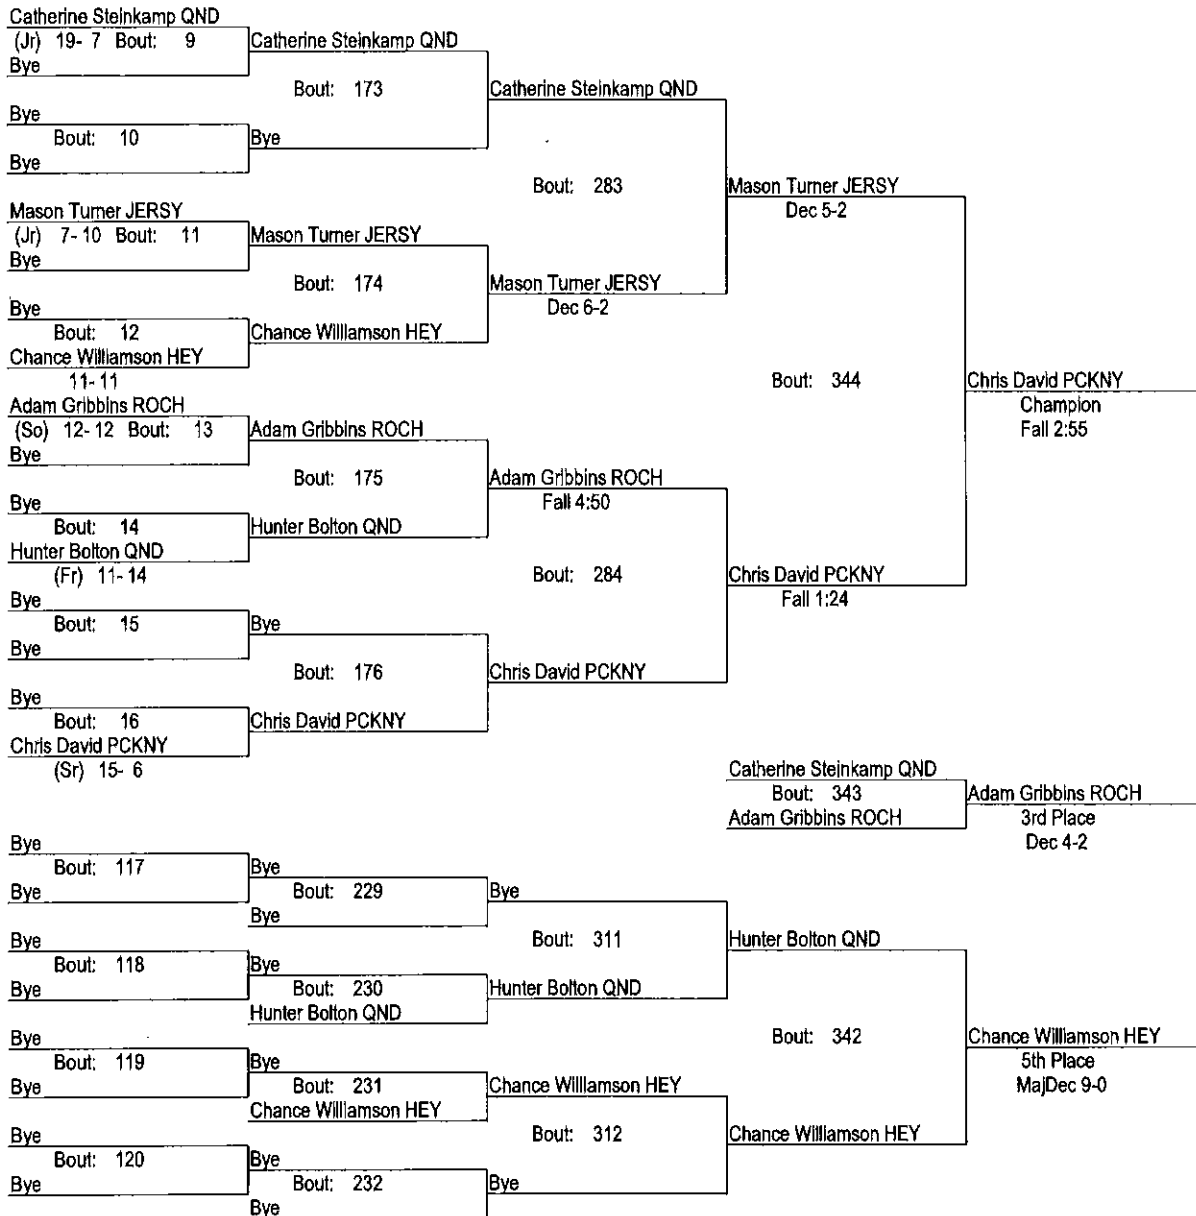 Catherine Steinkamp QND
(Jr) 19- 7 Bout: 9
Bye
Catherine Steinkamp QND
Bout: 173
Catherine Steinkamp QND
Bye
Bout: 10
Bye
Bye
Bout: 283
Mason Turner JERSY
Dec 5-2
Mason Turner JERSY
(Jr) 7- 10 Bout: 11
Bye
Mason Turner JERSY
Bout: 174
Mason Turner JERSY
Dec 6-2
Bye
Bout: 12
Chance Williamson HEY
11- 11
Chance Williamson HEY
Bout: 344
Chris David PCKNY
Champion
Fall 2:55
Adam Gribbins ROCH
(So) 12- 12 Bout: 13
Bye
Adam Gribbins ROCH
Bout: 175
Adam Gribbins ROCH
Fall 4:50
Bye
Bout: 14
Hunter Bolton QND
(Fr) 11- 14
Hunter Bolton QND
Bout: 284
Chris David PCKNY
Fall 1:24
Bye
Bout: 15
Bye
Bye
Bout: 176
Chris David PCKNY
Bye
Bout: 16
Chris David PCKNY
(Sr) 15- 6
Chris David PCKNY
Catherine Steinkamp QND
Bout: 343
Adam Gribbins ROCH
Adam Gribbins ROCH
3rd Place
Dec 4-2
Bye
Bout: 117
Bye
Bye
Bout: 229
Bye
Bye
Bout: 311
Hunter Bolton QND
Bye
Bout: 118
Bye
Bye
Bout: 230
Hunter Bolton QND
Hunter Bolton QND
Bout: 342
Chance Williamson HEY
5th Place
MajDec 9-0
Bye
Bout: 119
Bye
Bye
Bout: 231
Chance Williamson HEY
Chance Williamson HEY
Bout: 312
Chance Williamson HEY
Bye
Bout: 120
Bye
Bye
Bout: 232
Bye
Bye